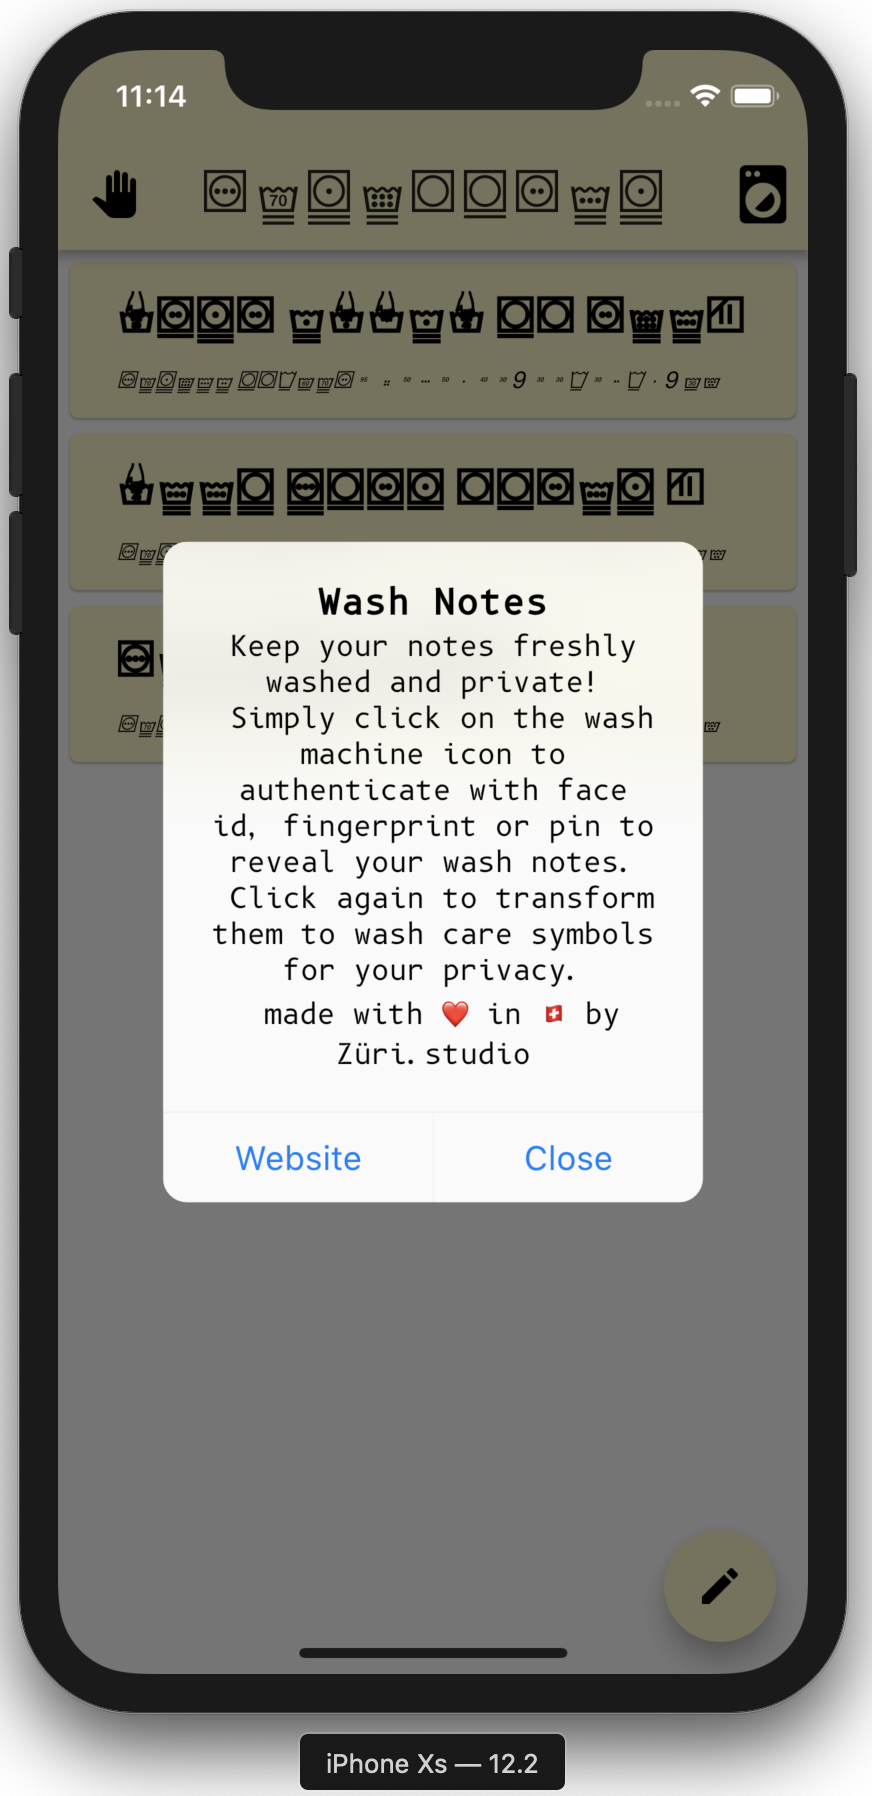 11:14
Wash Notes
Keep your notes freshly
washed and private!
Simply click on the wash
machine icon to
authenticate with face
id, fingerprint or pin to
reveal your wash notes.
Click again to transform
them to wash care symbols
for your privacy.
made with ❤️ in 🇨🇭 by
Züri.studio
Website
Close
iPhone Xs — 12.2